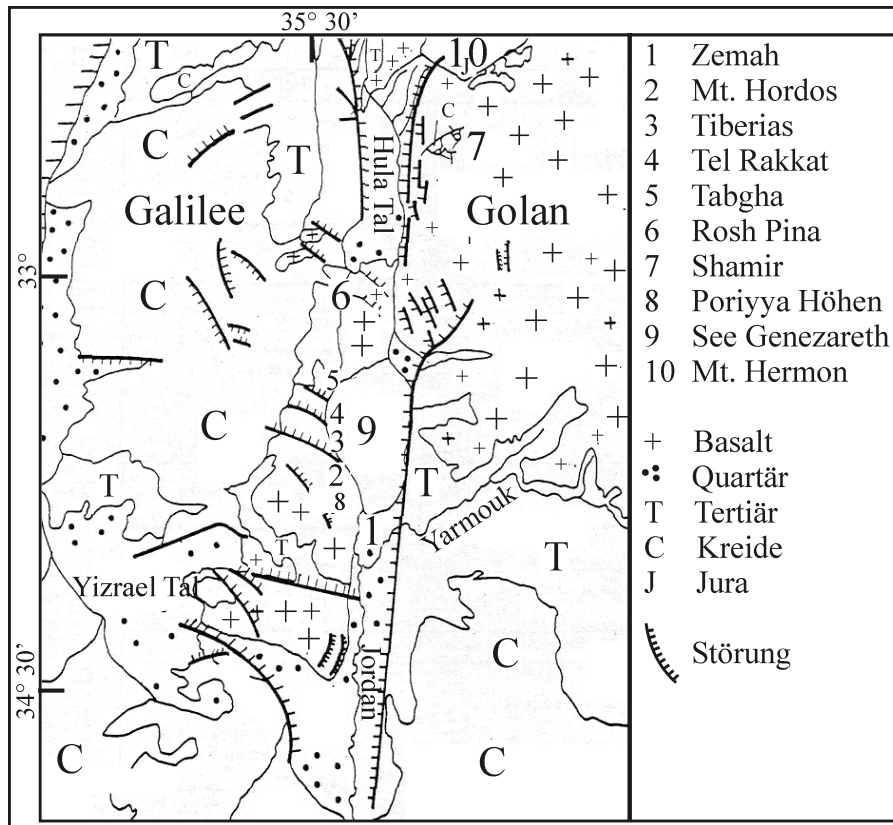 35° 30'
T
T
10
J
C
C
C
7
T
Hula Tal
Galilee
Golan
33°
C
6
5
4
3
9
C
2
8
T
T
1
Yarmouk
T
T
Yizrael Tal
34° 30'
Jordan
C
C
C
1 Zemah
2 Mt. Hordos
3 Tiberias
4 Tel Rakkat
5 Tabgha
6 Rosh Pina
7 Shamir
8 Poriyya Höhen
9 See Genezareth
10 Mt. Hermon
+ Basalt
Quartär
T Tertiär
C Kreide
J Jura
Störung